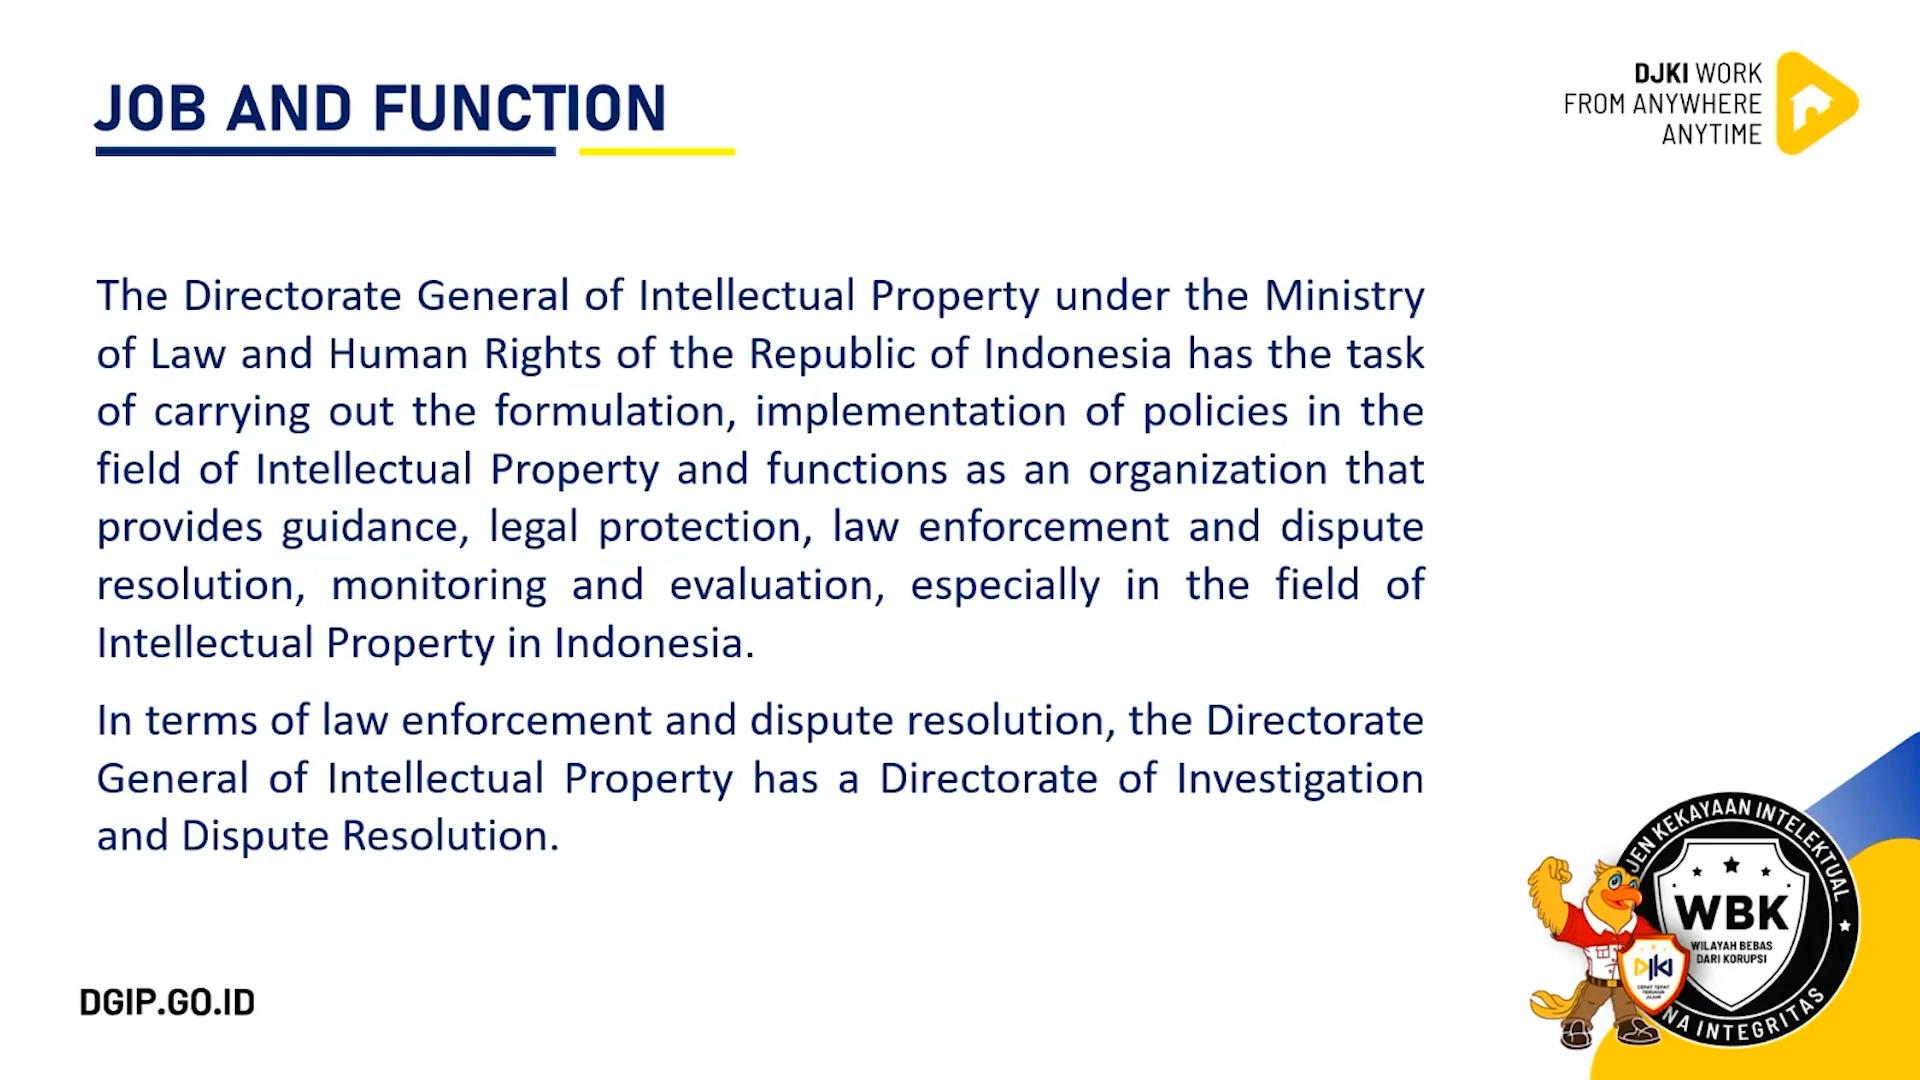 JOB AND FUNCTION
DJKI WORK
FROM ANYWHERE
ANYTIME
The Directorate General of Intellectual Property under the Ministry
of Law and Human Rights of the Republic of Indonesia has the task
of carrying out the formulation, implementation of policies in the
field of Intellectual Property and functions as an organization that
provides guidance, legal protection, law enforcement and dispute
resolution, monitoring and evaluation, especially in the field of
Intellectual Property in Indonesia.
In terms of law enforcement and dispute resolution, the Directorate
General of Intellectual Property has a Directorate of Investigation
and Dispute Resolution.
JEN KEKAYAAN INTELEKTUAL
WBK
WILAYAH BEBAS
DARI KORUPSI
NA INTEGRITAS
DJKI
DGIP.GO.ID